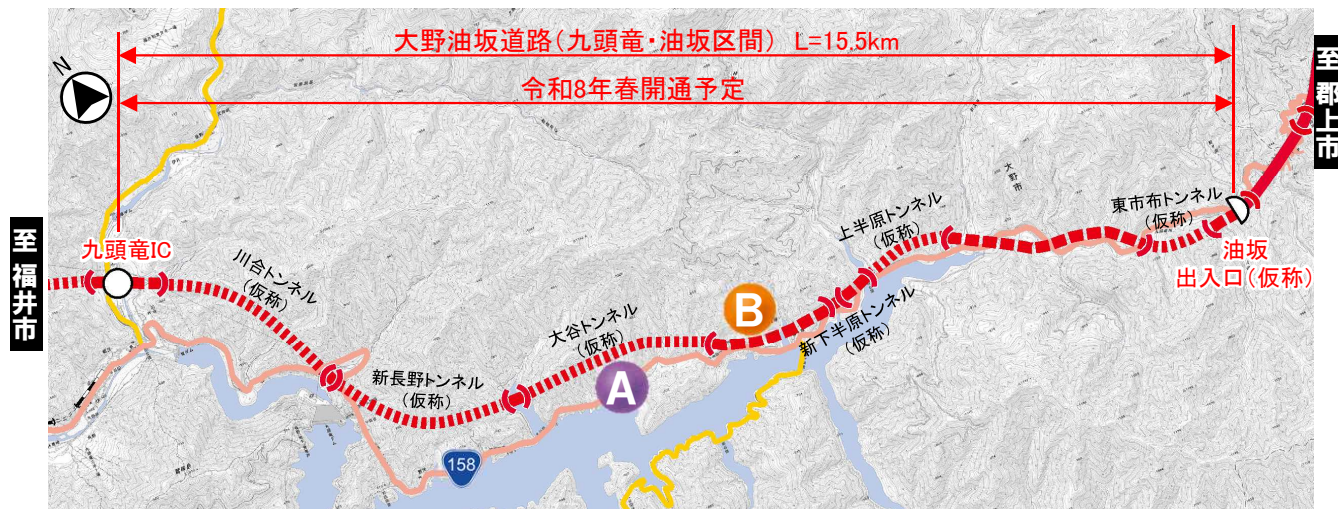 大野油坂道路(九頭竜・油坂区間) L=15.5km
令和8年春開通予定
N
至 郡上市
至 福井市
九頭竜IC
川合トンネル
(仮称)
新長野トンネル
(仮称)
大谷トンネル
(仮称)
A
B
158
新下半原トンネル
(仮称)
上半原トンネル
(仮称)
大野市
東市布トンネル
(仮称)
油坂
出入口(仮称)